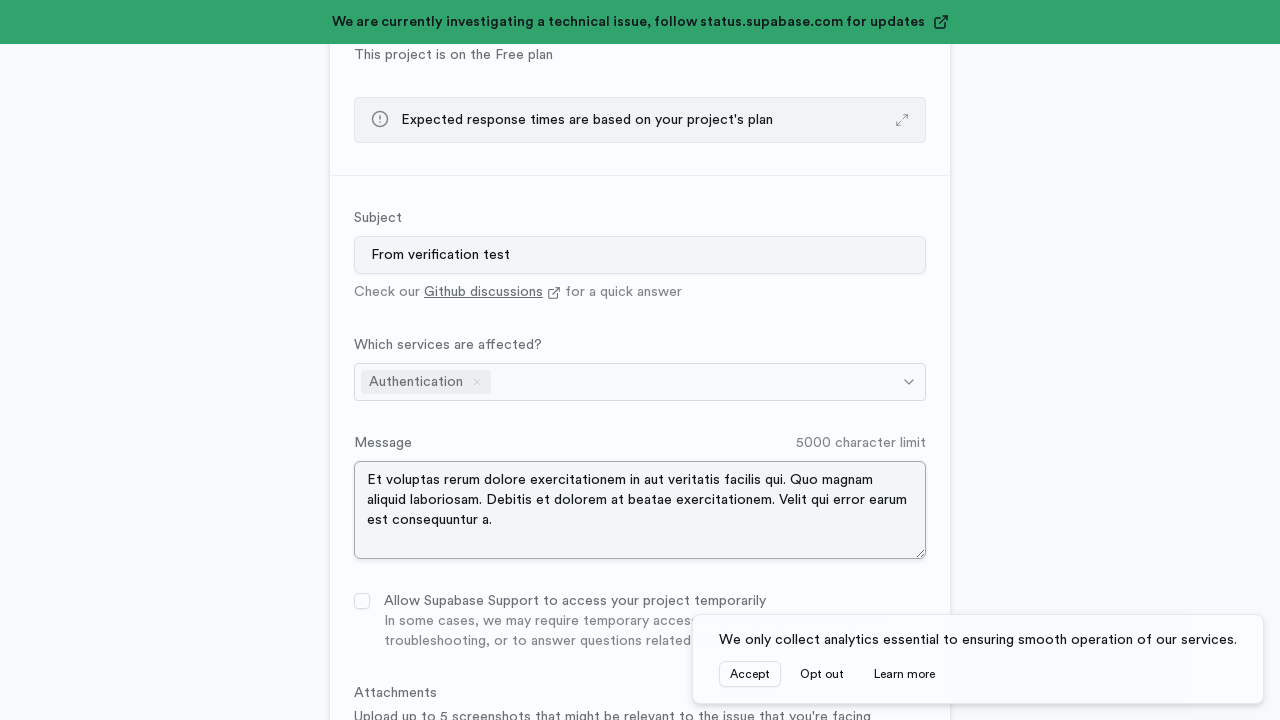 We are currently investigating a technical issue, follow status.supabase.com for updates
This project is on the Free plan
Expected response times are based on your project's plan
Subject
From verification test
Check our Github discussions for a quick answer
Which services are affected?
Authentication
Message 5000 character limit
Et voluptas rerum dolore exercitationem in aut veritatis facilis qui. Quo magnam
aliquid laboriosam. Debitis et dolorem at beatae exercitationem. Velit qui error earum
est consequuntur a.
Allow Supabase Support to access your project temporarily
In some cases, we may require temporary access
troubleshooting, or to answer questions related
Attachments
Upload up to 5 screenshots that might be relevant to the issue that you're facing
We only collect analytics essential to ensuring smooth operation of our services.
Accept Opt out Learn more